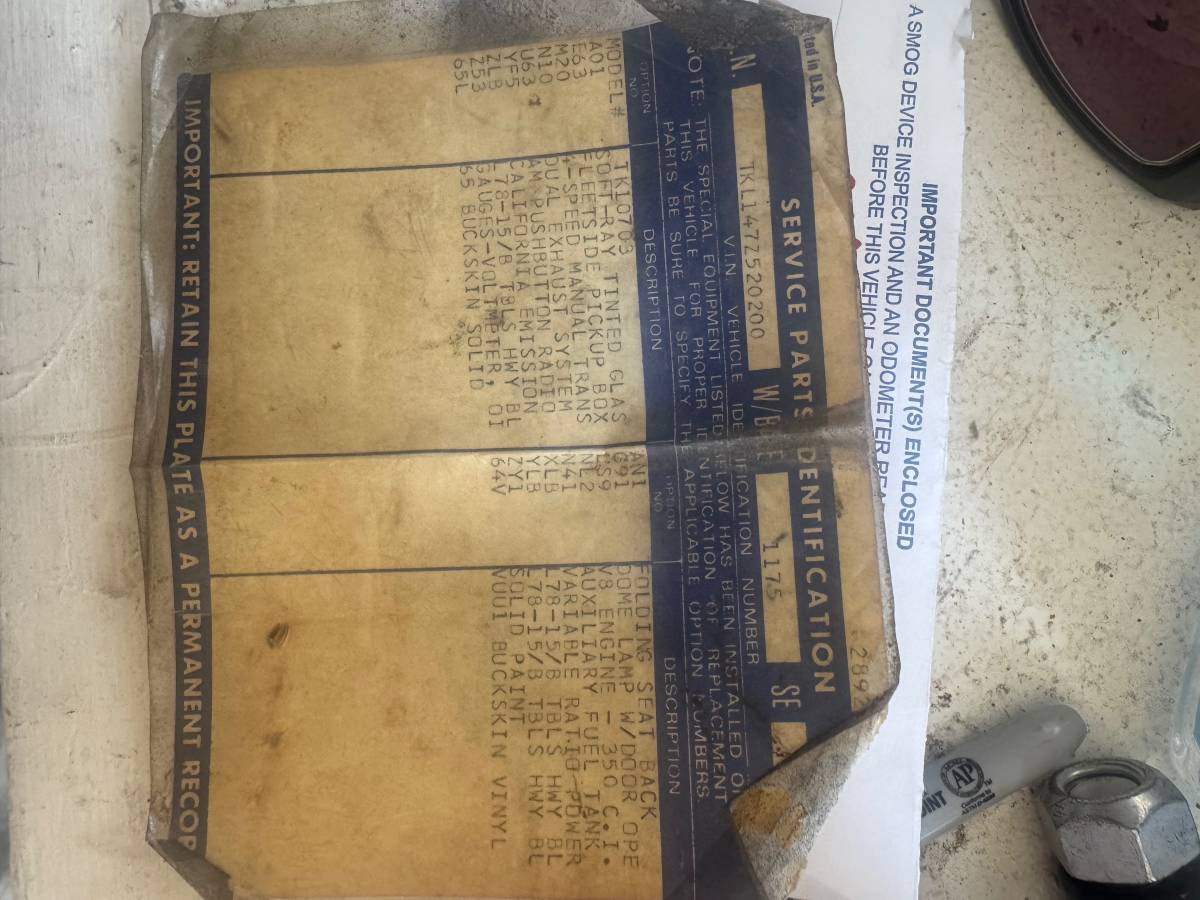 IMPORTANT DOCUMENT(S) ENCLOSED
A SMOG DEVICE INSPECTION AND AN ODOMETER
BEFORE THIS VEHICLE
ted in U.S.A.
SERVICE PARTS IDENTIFICATION
.N. TKL147Z520200 W/B 1175 SE
V.I.N. VEHICLE IDENTIFICATION NUMBER
NOTE: THE SPECIAL EQUIPMENT LISTED BELOW HAS BEEN INSTALLED ON
THIS VEHICLE FOR PROPER IDENTIFICATION OF REPLACEMENT
PARTS BE SURE TO SPECIFY THE APPLICABLE OPTION NUMBERS
OPTION NO. DESCRIPTION OPTION NO. DESCRIPTION
MODEL# TK10703 AN1 FOLDING SEAT BACK
A01 SOFT-RAY TINTED GLAS C91 DOME LAMP W/DOOR OPE
E63 FLEETSIDE PICKUP BOX LS9 V8 ENGINE - 350 C.I.
M20 4-SPEED MANUAL TRANS NL2 AUXILIARY FUEL TANK
N10 DUAL EXHAUST SYSTEM N41 VARIABLE RATIO POWER
U63 AM PUSHBUTTON RADIO XLB L78-15/B TBLS HWY BL
YE5 CALIFORNIA EMISSION YLB L78-15/B TBLS HWY BL
ZLB L78-15/B TBLS HWY BL ZY1 SOLID PAINT
Z53 GAUGS-VOLTMETER, OI 64V VUU1 BUCKSKIN VINYL
65L 65 BUCKSKIN SOLID
IMPORTANT: RETAIN THIS PLATE AS A PERMANENT RECOR
AP